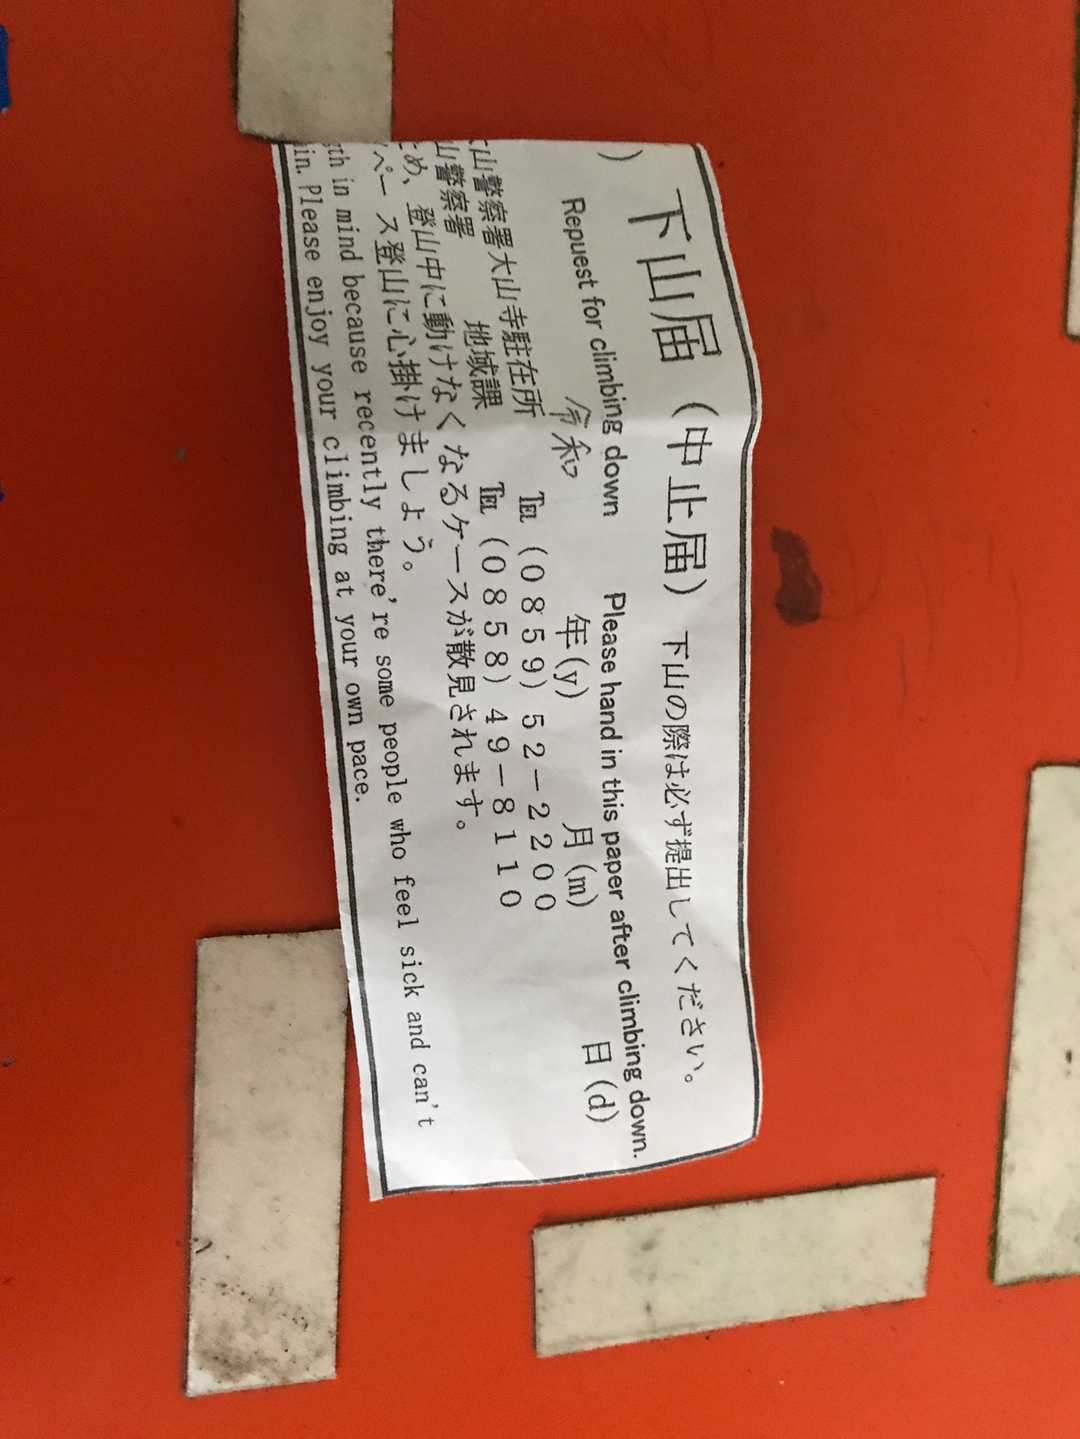 下山届（中止届） 下山の際は必ず提出してください。
) Repuest for climbing down Please hand in this paper after climbing down.
令和 年(y) 月(m) 日(d)
山警察署大山寺駐在所 ℡（０８５９）５２－２２００
山警察署 地域課 ℡（０８５８）４９－８１１０
め、登山中に動けなくなるケースが散見されます。
ペース登山に心掛けましょう。
th in mind because recently there're some people who feel sick and can't
in. Please enjoy your climbing at your own pace.